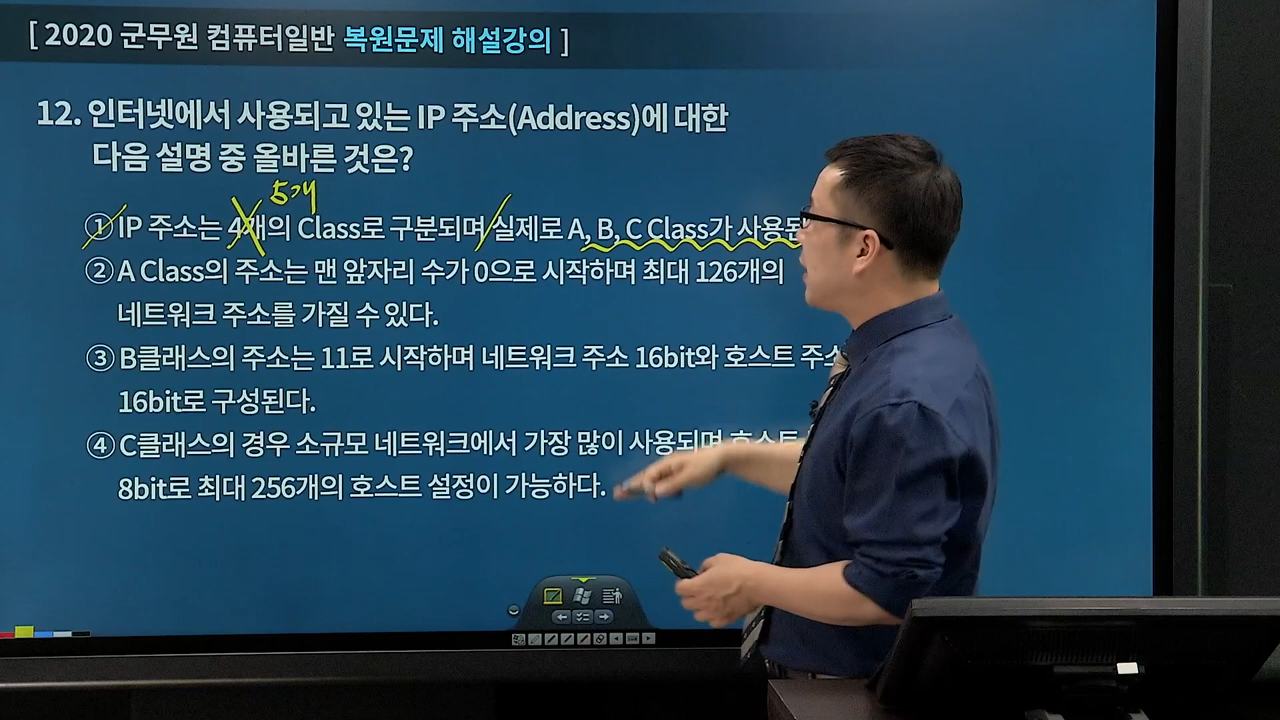 [ 2020 군무원 컴퓨터일반 복원문제 해설강의 ]
12. 인터넷에서 사용되고 있는 IP 주소(Address)에 대한
다음 설명 중 올바른 것은?
5개
① IP 주소는 4개의 Class로 구분되며 실제로 A, B, C Class가 사용된
② A Class의 주소는 맨 앞자리 수가 0으로 시작하며 최대 126개의
네트워크 주소를 가질 수 있다.
③ B클래스의 주소는 11로 시작하며 네트워크 주소 16bit와 호스트 주소
16bit로 구성된다.
④ C클래스의 경우 소규모 네트워크에서 가장 많이 사용되며 호스트
8bit로 최대 256개의 호스트 설정이 가능하다.